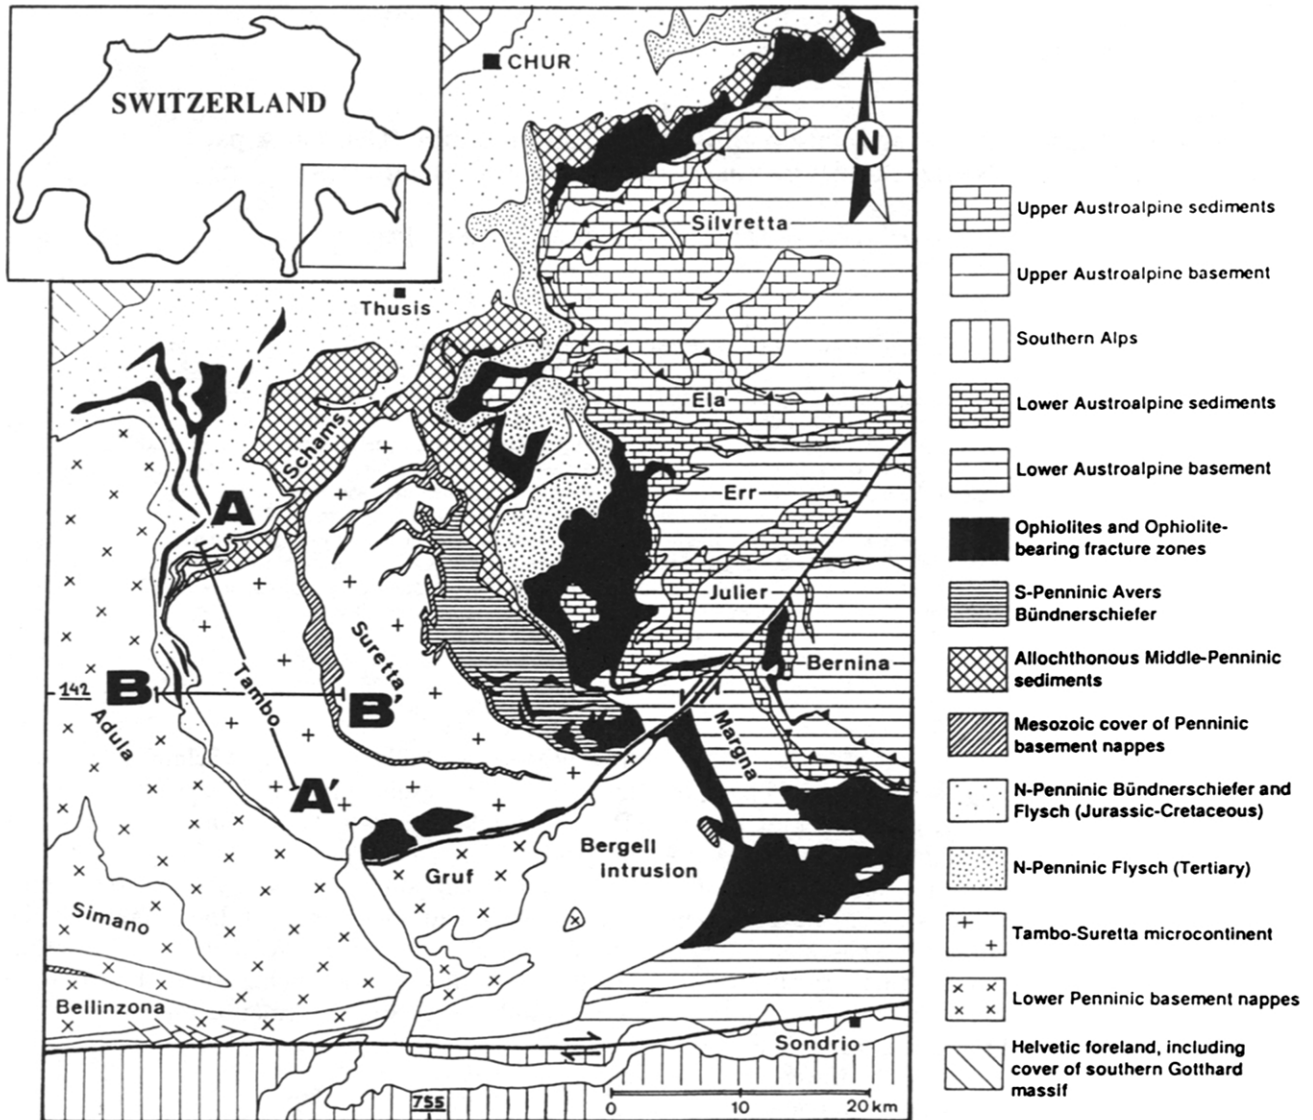 SWITZERLAND
CHUR
N
Silvretta
Thusis
Ela
Schams
Err
A
Julier
Suretta
Tambo
Bernina
142
B
B'
Adula
Margna
A'
Bergell
Intrusion
Gruf
Simano
Bellinzona
Sondrio
755
0 10 20 km
Upper Austroalpine sediments
Upper Austroalpine basement
Southern Alps
Lower Austroalpine sediments
Lower Austroalpine basement
Ophiolites and Ophiolite-
bearing fracture zones
S-Penninic Avers
Bündnerschiefer
Allochthonous Middle-Penninic
sediments
Mesozoic cover of Penninic
basement nappes
N-Penninic Bündnerschiefer and
Flysch (Jurassic-Cretaceous)
N-Penninic Flysch (Tertiary)
Tambo-Suretta microcontinent
Lower Penninic basement nappes
Helvetic foreland, including
cover of southern Gotthard
massif